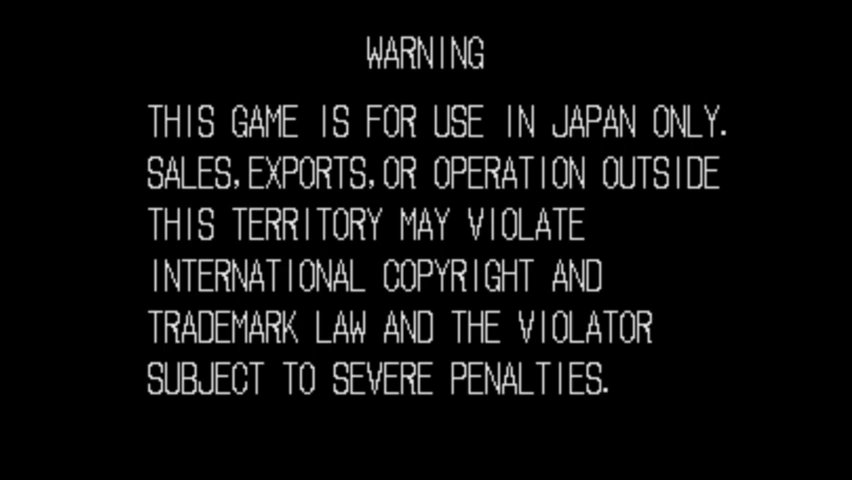 WARNING
THIS GAME IS FOR USE IN JAPAN ONLY.
SALES,EXPORTS,OR OPERATION OUTSIDE
THIS TERRITORY MAY VIOLATE
INTERNATIONAL COPYRIGHT AND
TRADEMARK LAW AND THE VIOLATOR
SUBJECT TO SEVERE PENALTIES.